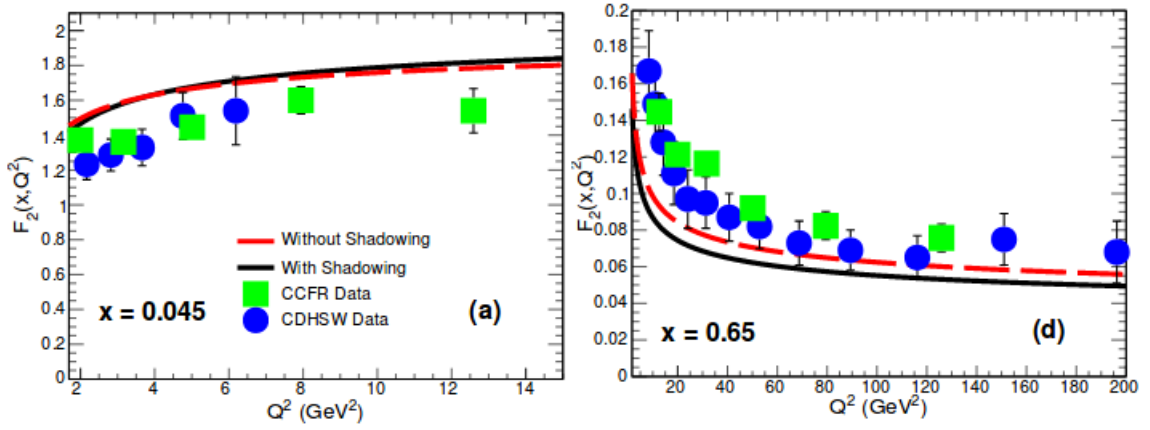 2
1.8
1.6
1.4
1.2
1
0.8
0.6
0.4
0.2
0
F2(x,Q2)
2 4 6 8 10 12 14
Q2 (GeV2)
Without Shadowing
With Shadowing
CCFR Data
CDHSW Data
x = 0.045
(a)
0.2
0.18
0.16
0.14
0.12
0.1
0.08
0.06
0.04
0.02
0
F2(x,Q2)
20 40 60 80 100 120 140 160 180 200
Q2 (GeV2)
x = 0.65
(d)